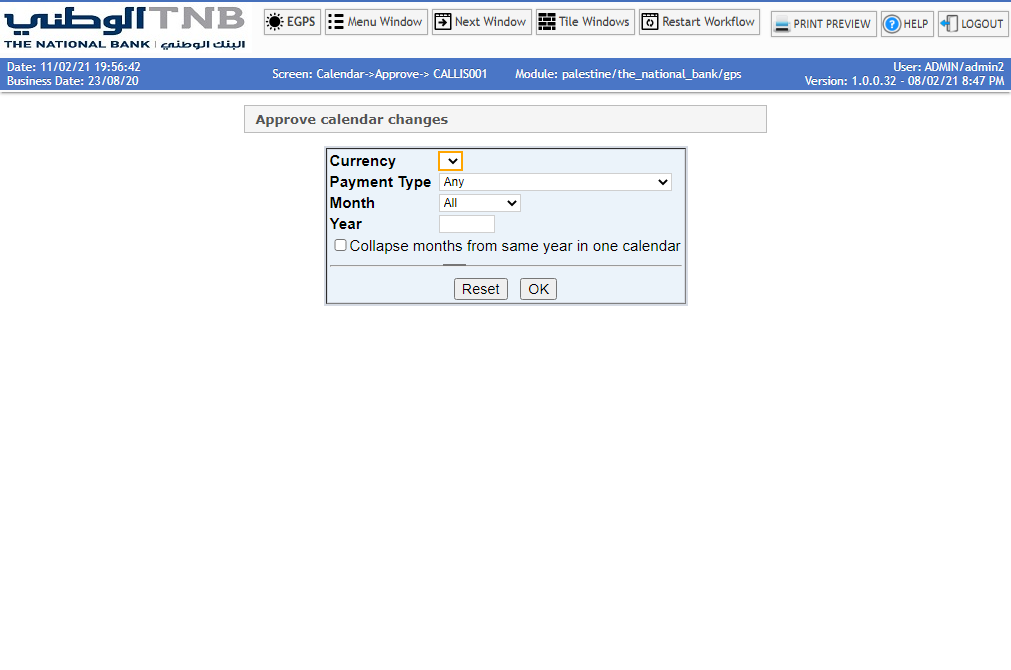 الوطني TNB
THE NATIONAL BANK | البنك الوطني
EGPS
Menu Window
Next Window
Tile Windows
Restart Workflow
PRINT PREVIEW
HELP
LOGOUT
Date: 11/02/21 19:56:42
Business Date: 23/08/20
Screen: Calendar->Approve-> CALLIS001
Module: palestine/the_national_bank/gps
User: ADMIN/admin2
Version: 1.0.0.32 - 08/02/21 8:47 PM
Approve calendar changes
Currency
Payment Type Any
Month All
Year
Collapse months from same year in one calendar
Reset OK